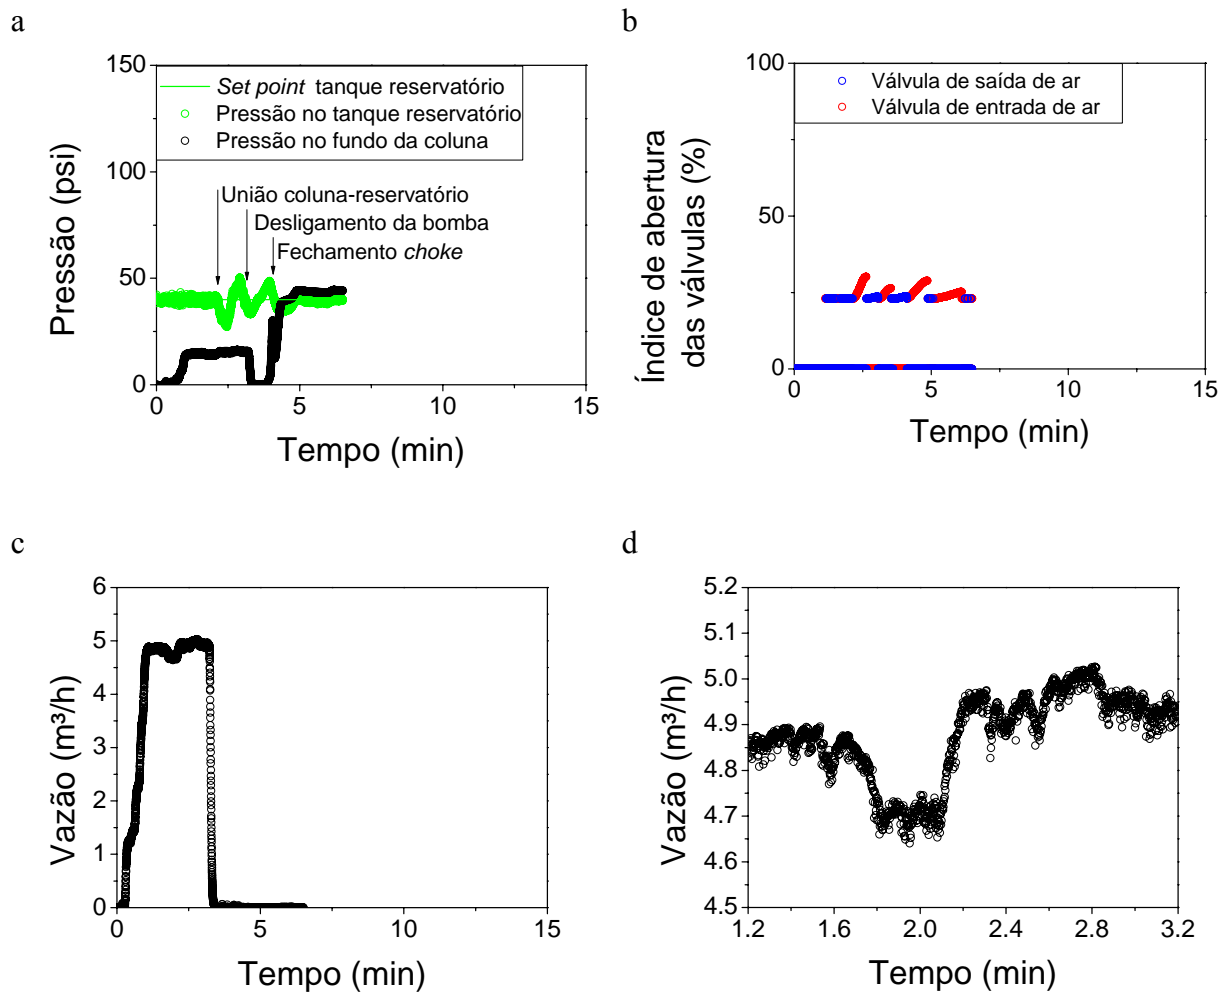 a
150
100
50
0
Pressão (psi)
Set point tanque reservatório
Pressão no tanque reservatório
Pressão no fundo da coluna
União coluna-reservatório
Desligamento da bomba
Fechamento choke
0 5 10 15
Tempo (min)
b
100
50
0
Índice de abertura
das válvulas (%)
Válvula de saída de ar
Válvula de entrada de ar
0 5 10 15
Tempo (min)
c
6
5
4
3
2
1
0
Vazão (m³/h)
0 5 10 15
Tempo (min)
d
5.2
5.1
5.0
4.9
4.8
4.7
4.6
4.5
Vazão (m³/h)
1.2 1.6 2.0 2.4 2.8 3.2
Tempo (min)